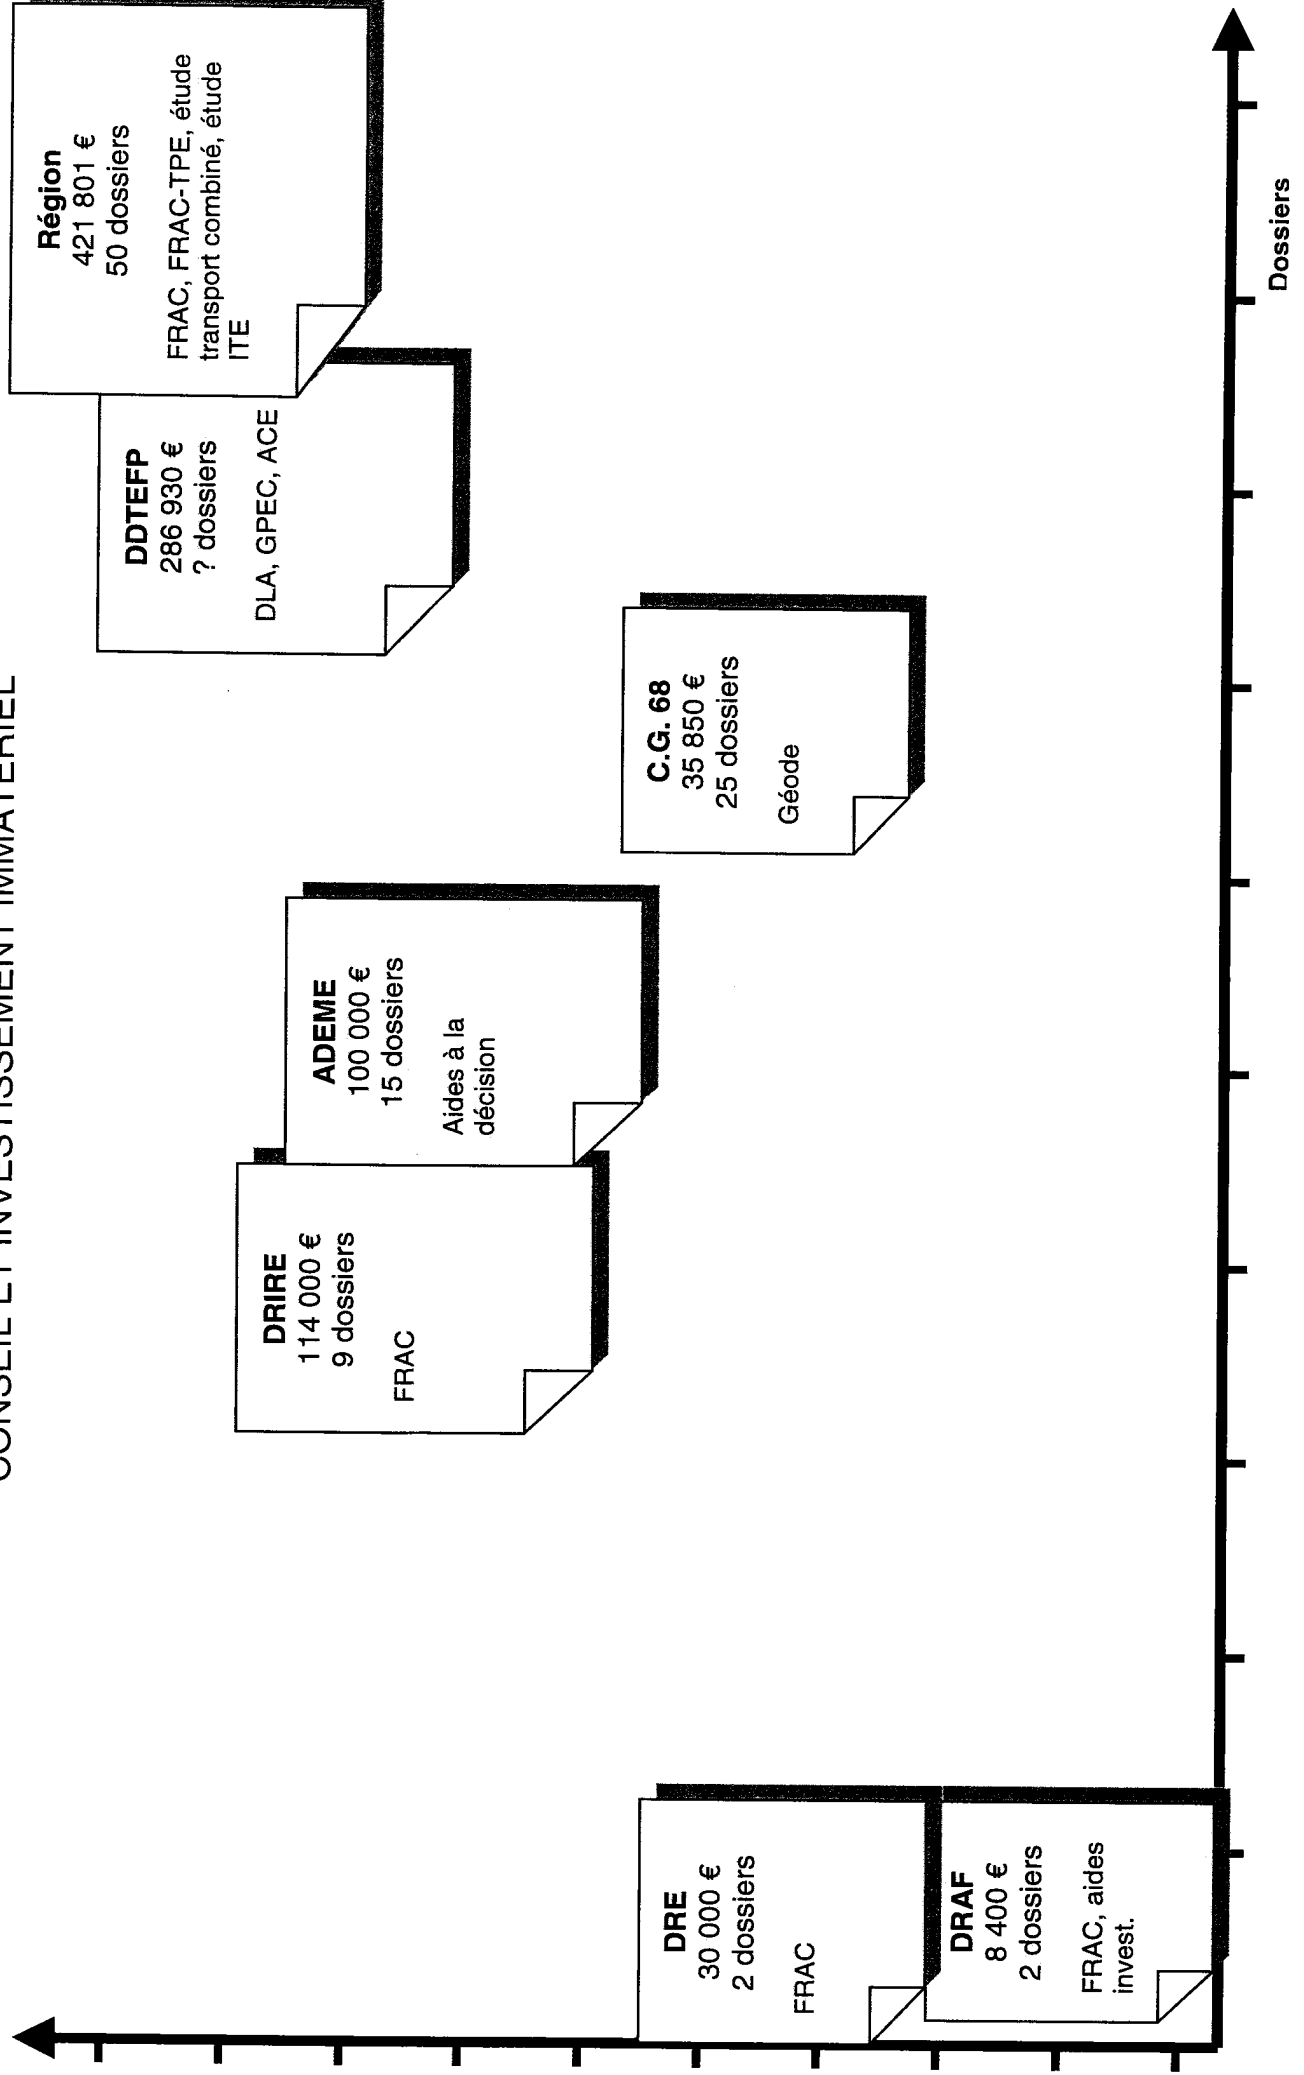 CONSEIL ET INVESTISSEMENT IMMATERIEL
Région
421 801 €
50 dossiers
FRAC, FRAC-TPE, étude
transport combiné, étude
ITE
DDTEFP
286 930 €
? dossiers
DLA, GPEC, ACE
DRIRE
114 000 €
9 dossiers
FRAC
ADEME
100 000 €
15 dossiers
Aides à la
décision
C.G. 68
35 850 €
25 dossiers
Géode
DRE
30 000 €
2 dossiers
FRAC
DRAF
8 400 €
2 dossiers
FRAC, aides
invest.
Dossiers